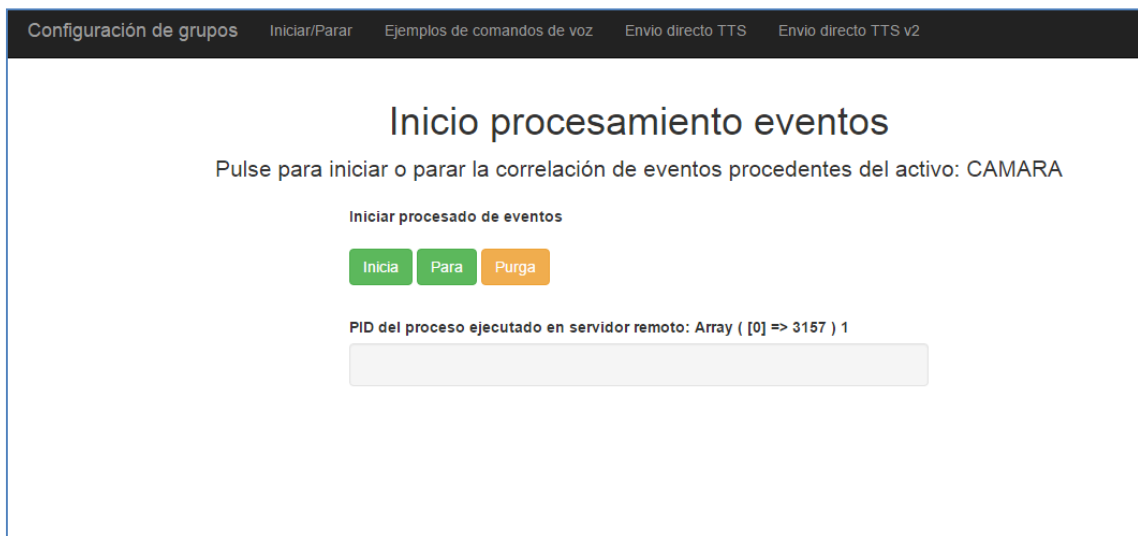 Configuración de grupos Iniciar/Parar Ejemplos de comandos de voz Envio directo TTS Envio directo TTS v2
Inicio procesamiento eventos
Pulse para iniciar o parar la correlación de eventos procedentes del activo: CAMARA
Iniciar procesado de eventos
Inicia Para Purga
PID del proceso ejecutado en servidor remoto: Array ( [0] => 3157 ) 1